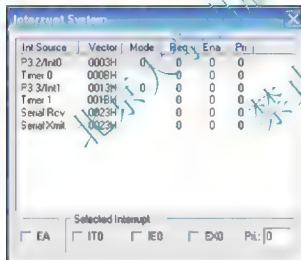 Interrupt System
Int Source Vector Mode Req Ena Pri
P3.2/Int0 0003H 0 0 0 0
Timer 0 000BH 0 0 0
P3.3/Int1 0013H 0 0 0 0
Timer 1 001BH 0 0 0
Serial Rcv 0023H 0 0 0
Serial Xmit 0023H 0 0 0
Selected Interrupt
EA IT0 IE0 EX0 Pri.: 0